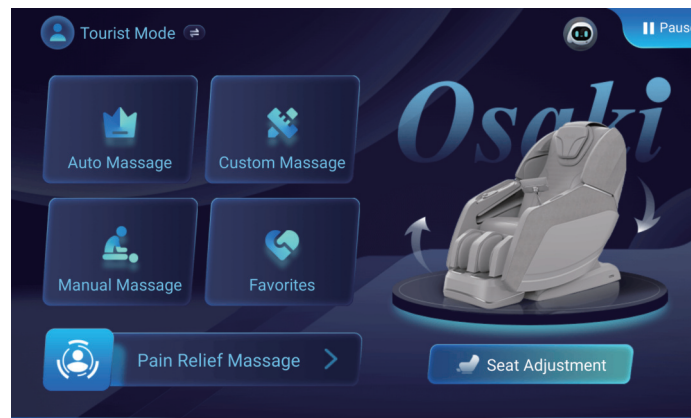 Tourist Mode
Pause
Osaki
Auto Massage
Custom Massage
Manual Massage
Favorites
Pain Relief Massage
Seat Adjustment